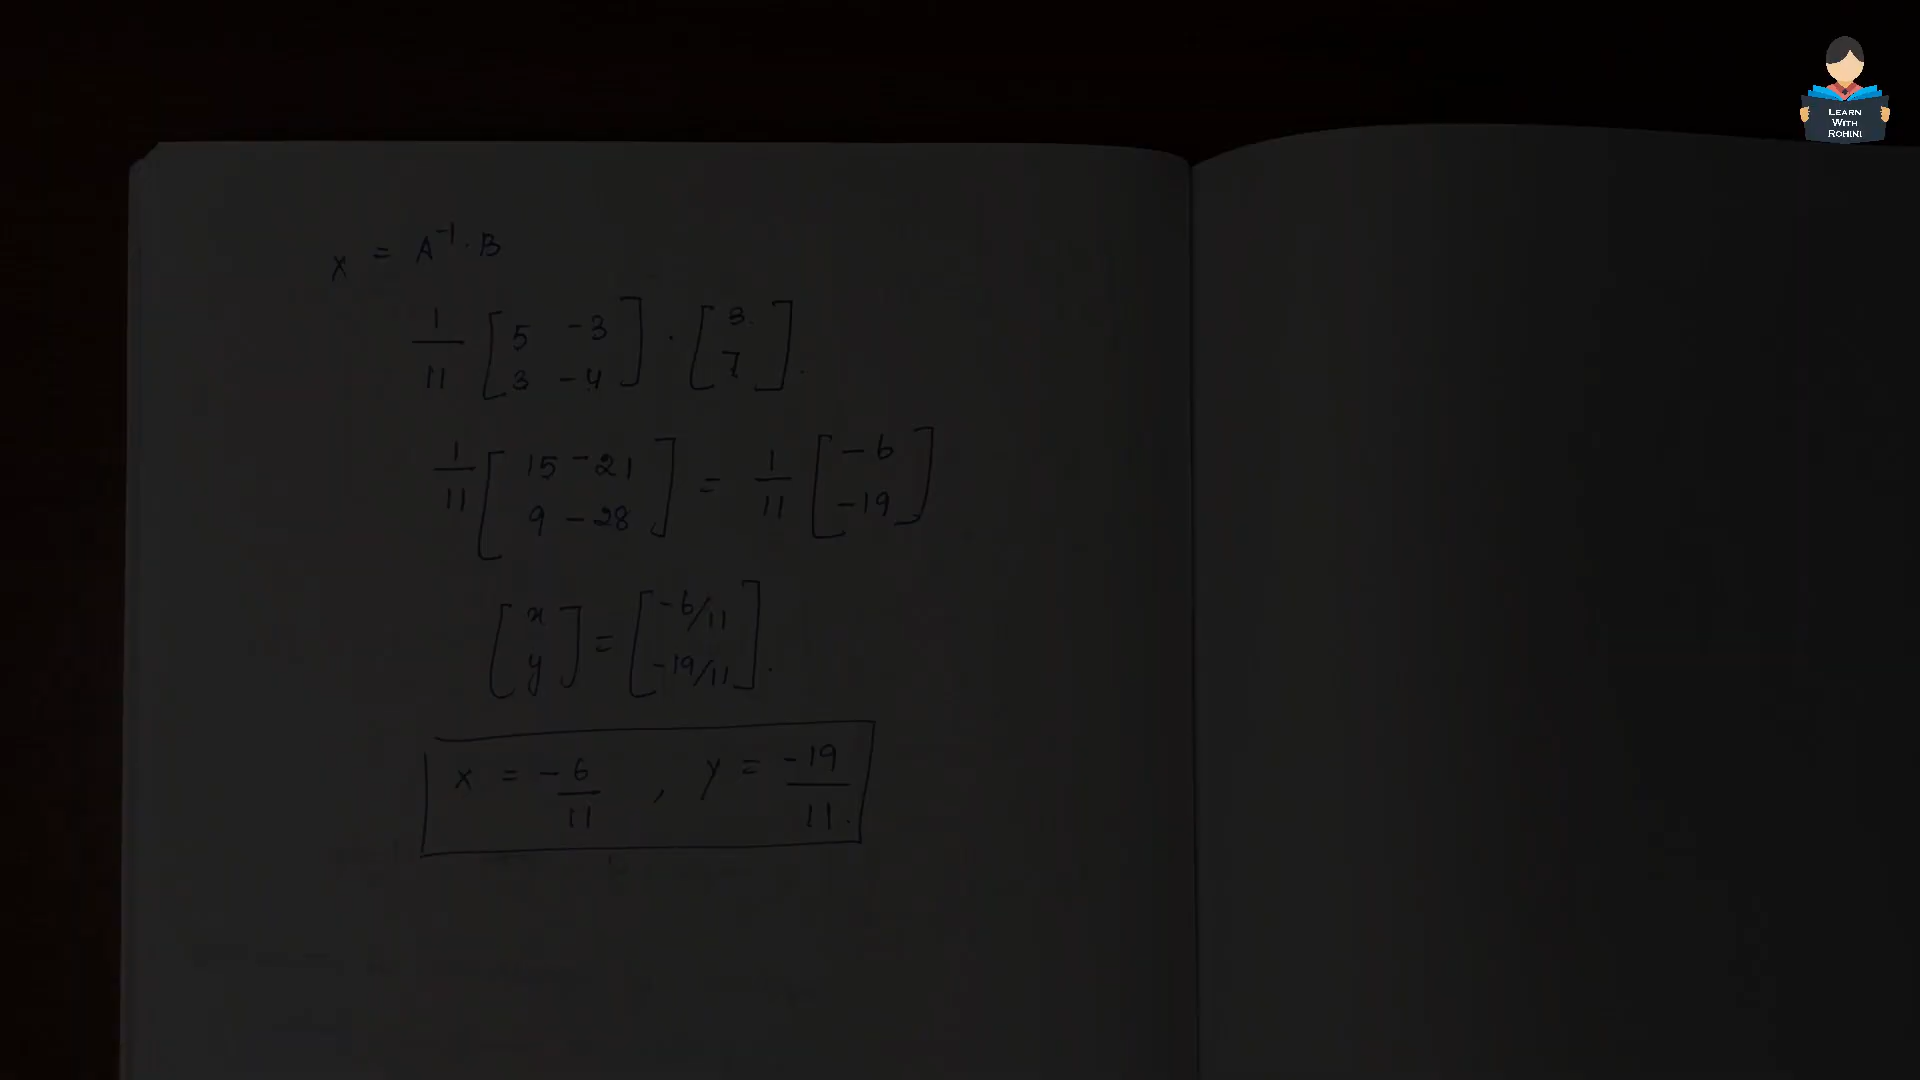 x = A⁻¹ · B
1/11 [5 -3; 3 -4] · [3; 7].
1/11 [15 - 21; 9 - 28] = 1/11 [-6; -19]
[x; y] = [-6/11; -19/11].
x = -6/11 , y = -19/11.
LEARN
WITH
ROHINI